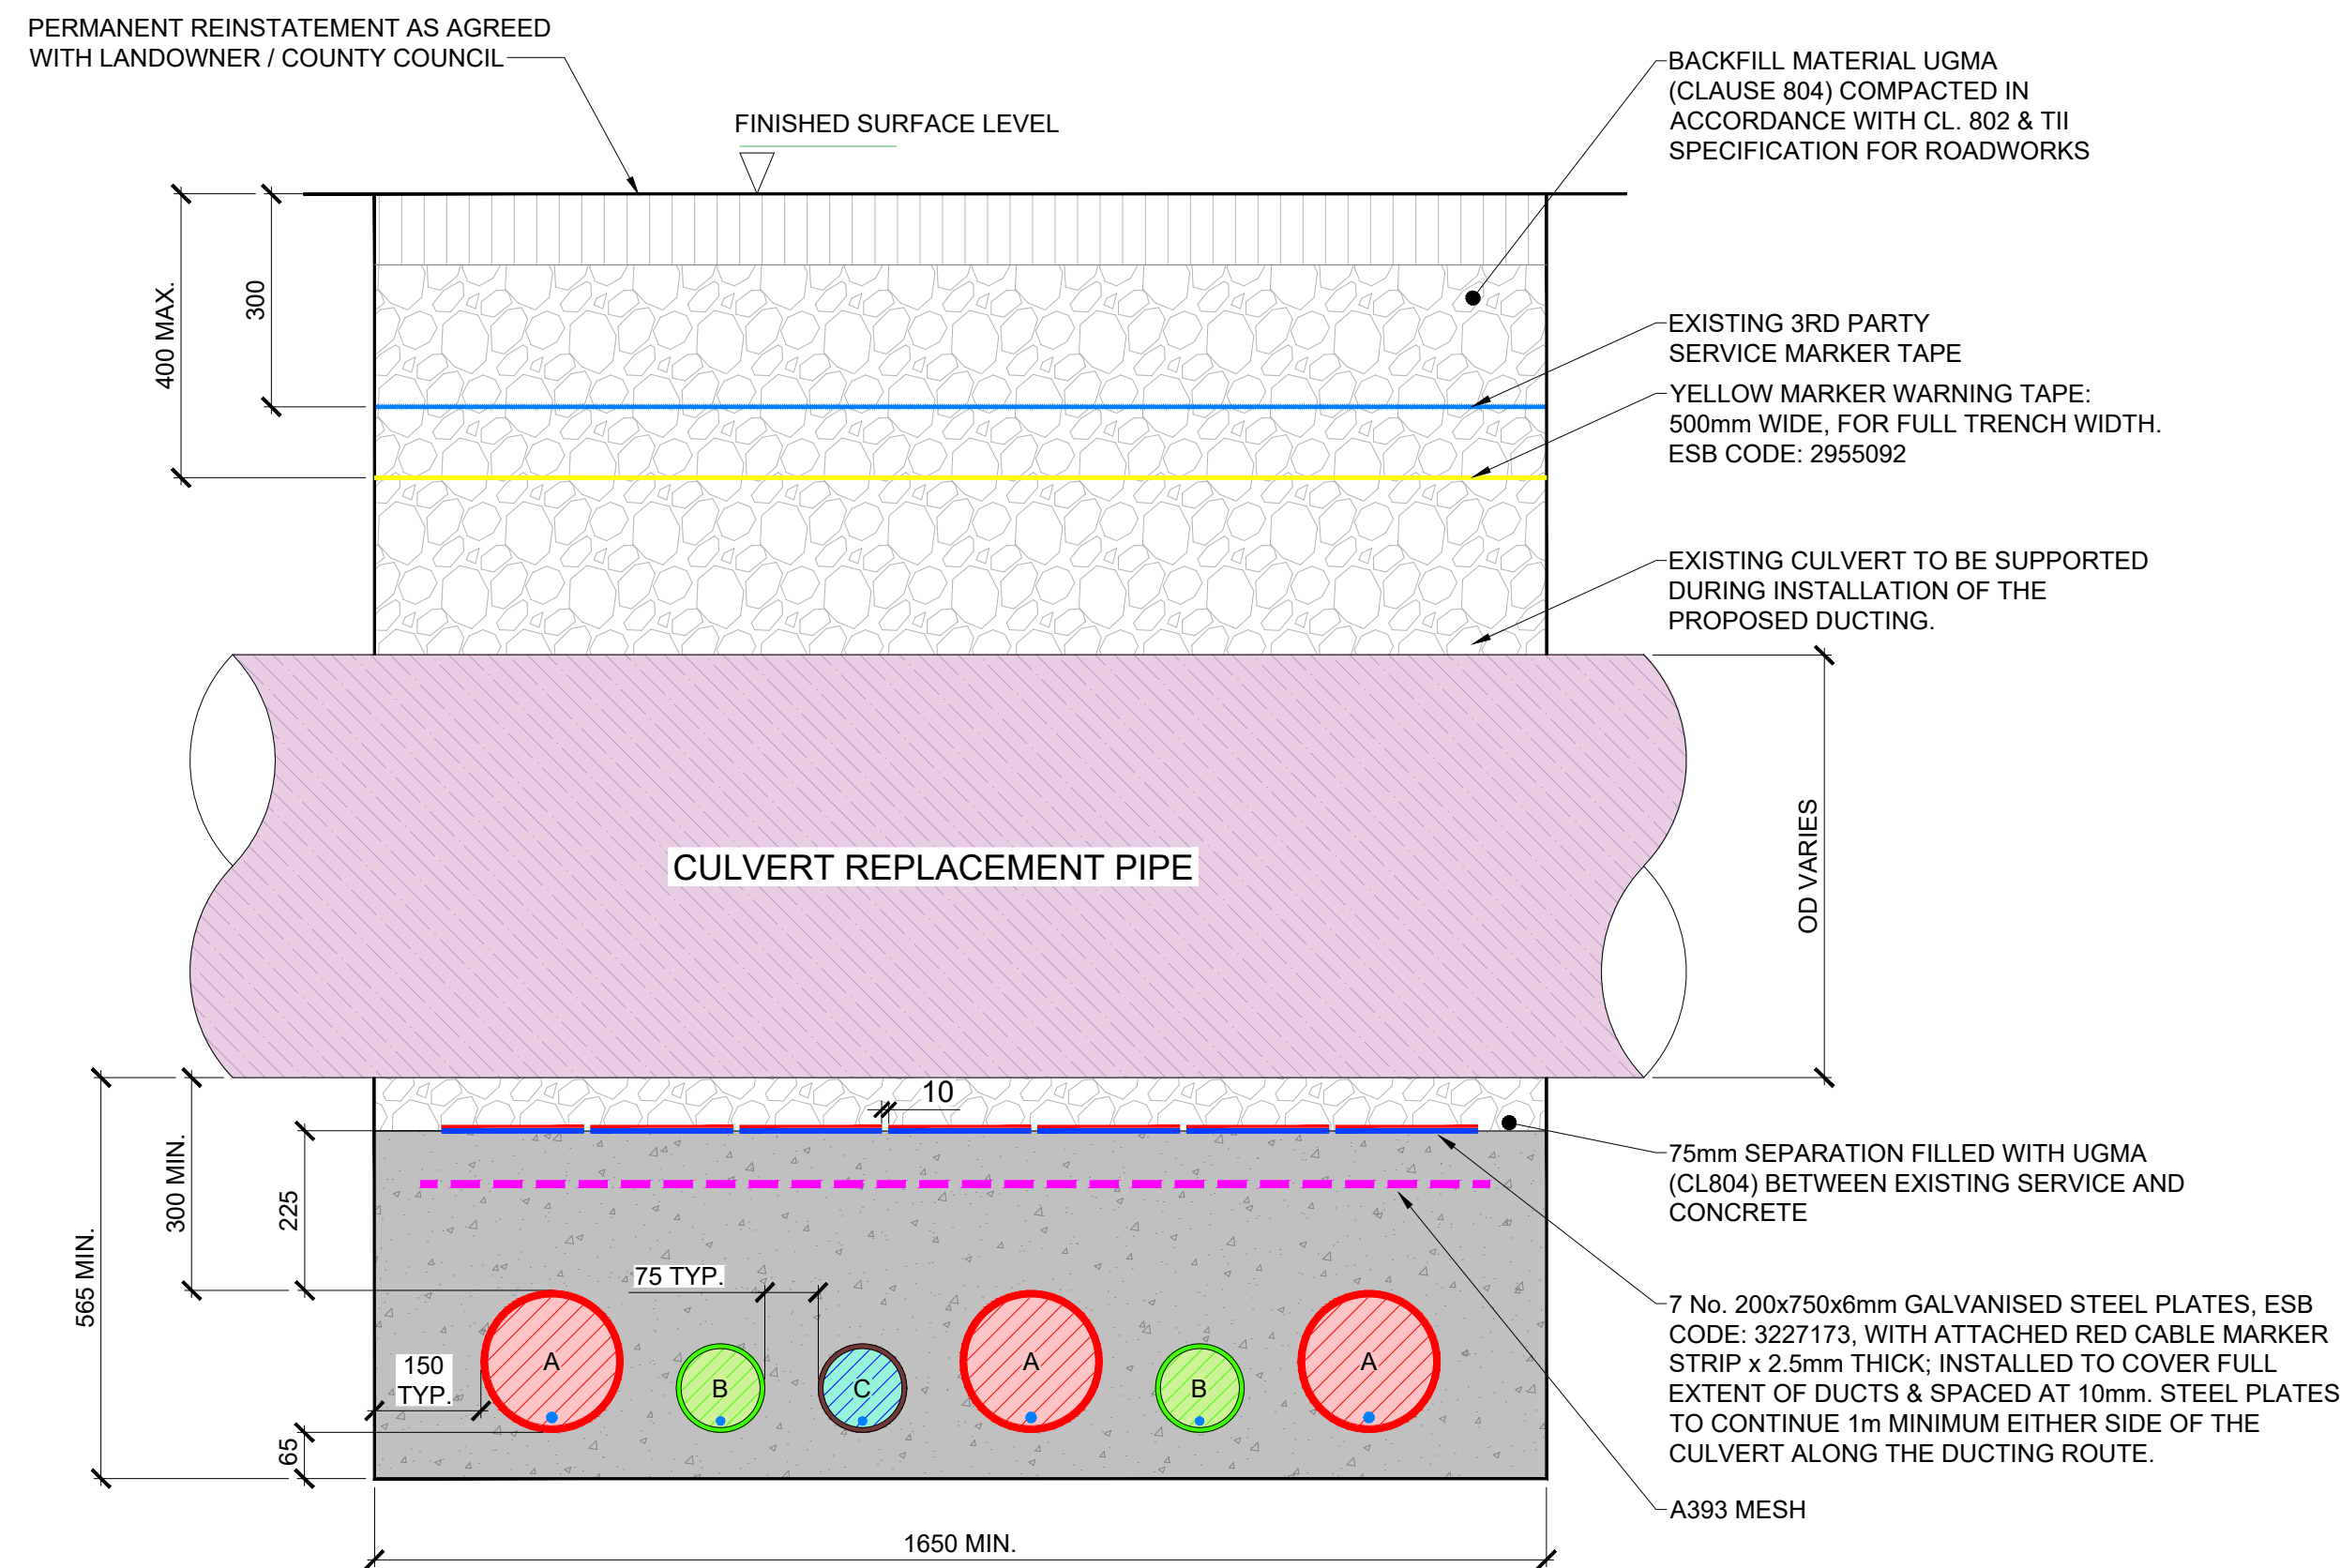 PERMANENT REINSTATEMENT AS AGREED
WITH LANDOWNER / COUNTY COUNCIL
FINISHED SURFACE LEVEL
BACKFILL MATERIAL UGMA
(CLAUSE 804) COMPACTED IN
ACCORDANCE WITH CL. 802 & TII
SPECIFICATION FOR ROADWORKS
400 MAX.
300
EXISTING 3RD PARTY
SERVICE MARKER TAPE
YELLOW MARKER WARNING TAPE:
500mm WIDE, FOR FULL TRENCH WIDTH.
ESB CODE: 2955092
EXISTING CULVERT TO BE SUPPORTED
DURING INSTALLATION OF THE
PROPOSED DUCTING.
CULVERT REPLACEMENT PIPE
OD VARIES
10
565 MIN.
300 MIN.
225
75 TYP.
150
TYP.
65
A
B
C
A
B
A
75mm SEPARATION FILLED WITH UGMA
(CL804) BETWEEN EXISTING SERVICE AND
CONCRETE
7 No. 200x750x6mm GALVANISED STEEL PLATES, ESB
CODE: 3227173, WITH ATTACHED RED CABLE MARKER
STRIP x 2.5mm THICK; INSTALLED TO COVER FULL
EXTENT OF DUCTS & SPACED AT 10mm. STEEL PLATES
TO CONTINUE 1m MINIMUM EITHER SIDE OF THE
CULVERT ALONG THE DUCTING ROUTE.
A393 MESH
1650 MIN.